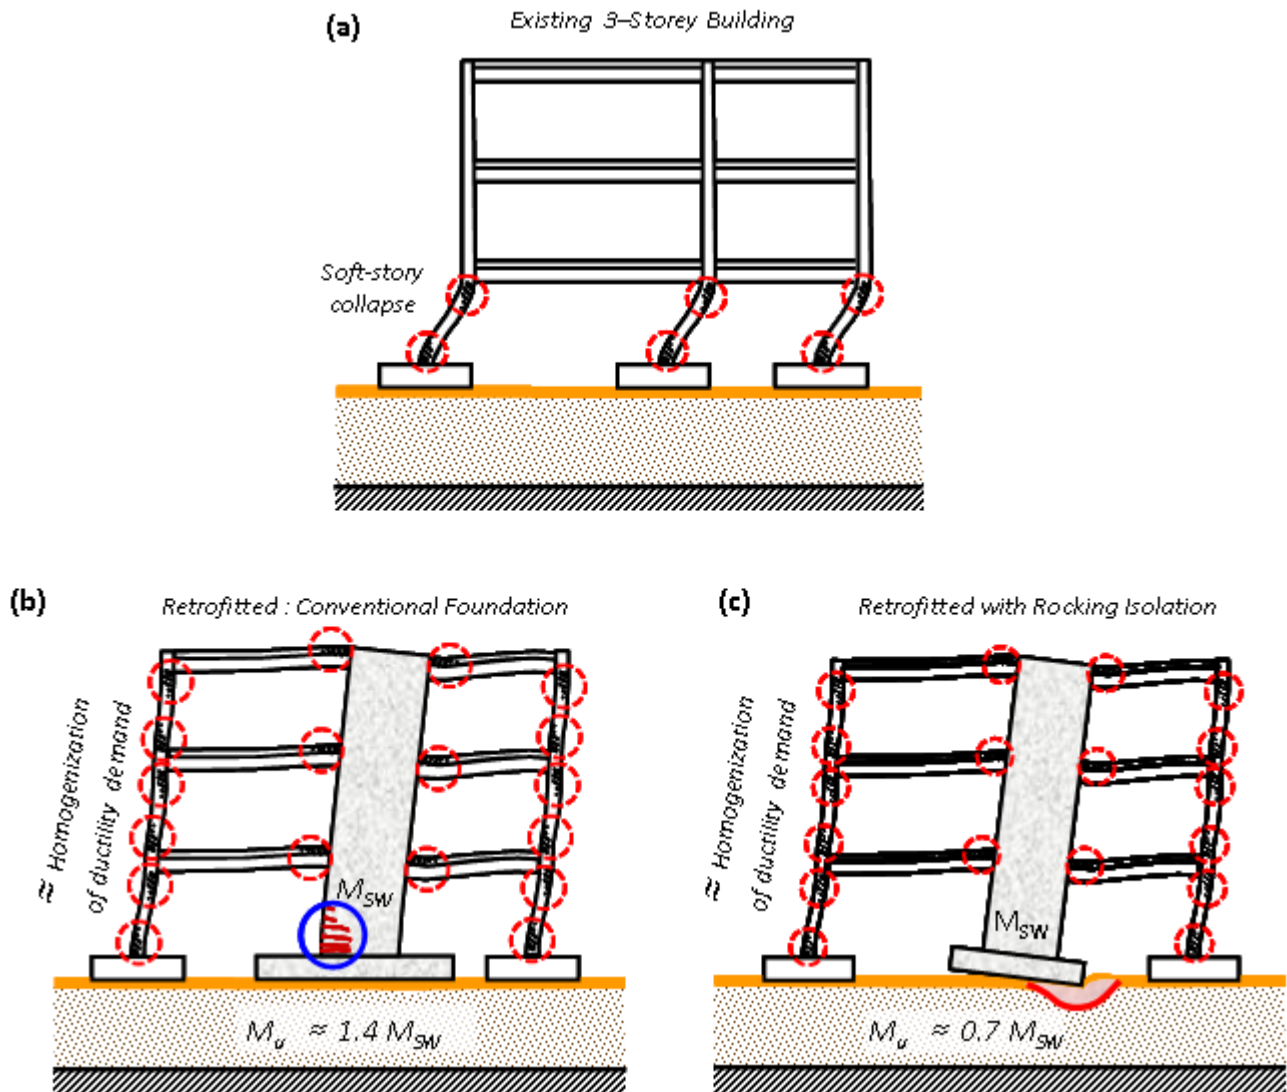 (a)
Existing 3–Storey Building
Soft-story
collapse
(b)
Retrofitted : Conventional Foundation
≈ Homogenization
of ductility demand
M_SW
M_u ≈ 1.4 M_SW
(c)
Retrofitted with Rocking Isolation
≈ Homogenization
of ductility demand
M_SW
M_u ≈ 0.7 M_SW